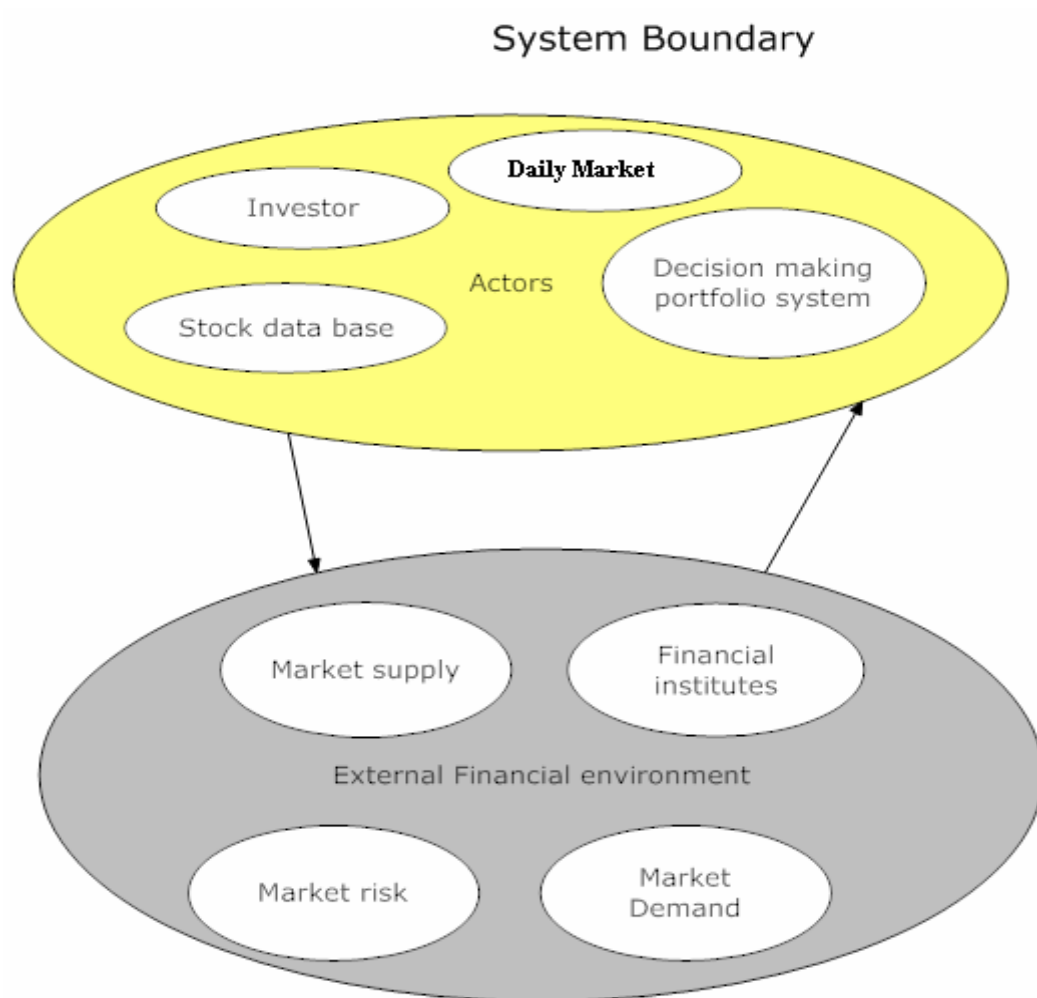 System Boundary
Daily Market
Investor
Actors
Decision making
portfolio system
Stock data base
Market supply
Financial
institutes
External Financial environment
Market risk
Market
Demand